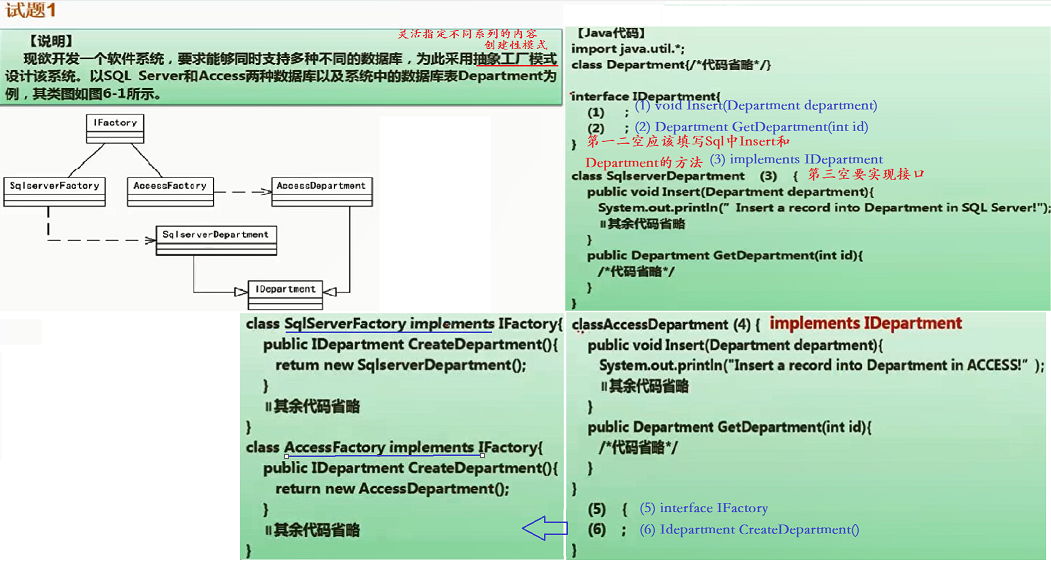 试题1
【说明】
灵活指定不同系列的内容
创建性模式
现欲开发一个软件系统，要求能够同时支持多种不同的数据库，为此采用抽象工厂模式
设计该系统。以SQL Server和Access两种数据库以及系统中的数据库表Department为
例，其类图如图6-1所示。
IFactory
SqlserverFactory
AccessFactory
AccessDepartment
SqlserverDepartment
IDepartment
【Java代码】
import java.util.*;
class Department{/*代码省略*/}
interface IDepartment{
(1) ; (1) void Insert(Department department)
(2) ; (2) Department GetDepartment(int id)
} 第一二空应该填写Sql中Insert和
Department的方法 (3) implements IDepartment
class SqlserverDepartment (3) { 第三空要实现接口
public void Insert(Department department){
System.out.println(" Insert a record into Department in SQL Server!");
//其余代码省略
}
public Department GetDepartment(int id){
/*代码省略*/
}
}
classAccessDepartment (4) { implements IDepartment
public void Insert(Department department){
System.out.println("Insert a record into Department in ACCESS!" );
//其余代码省略
}
public Department GetDepartment(int id){
/*代码省略*/
}
}
(5) { (5) interface IFactory
(6) ; (6) Idepartment CreateDepartment()
}
class SqlServerFactory implements IFactory{
public IDepartment CreateDepartment(){
return new SqlserverDepartment();
}
//其余代码省略
}
class AccessFactory implements IFactory{
public IDepartment CreateDepartment(){
return new AccessDepartment();
}
//其余代码省略
}